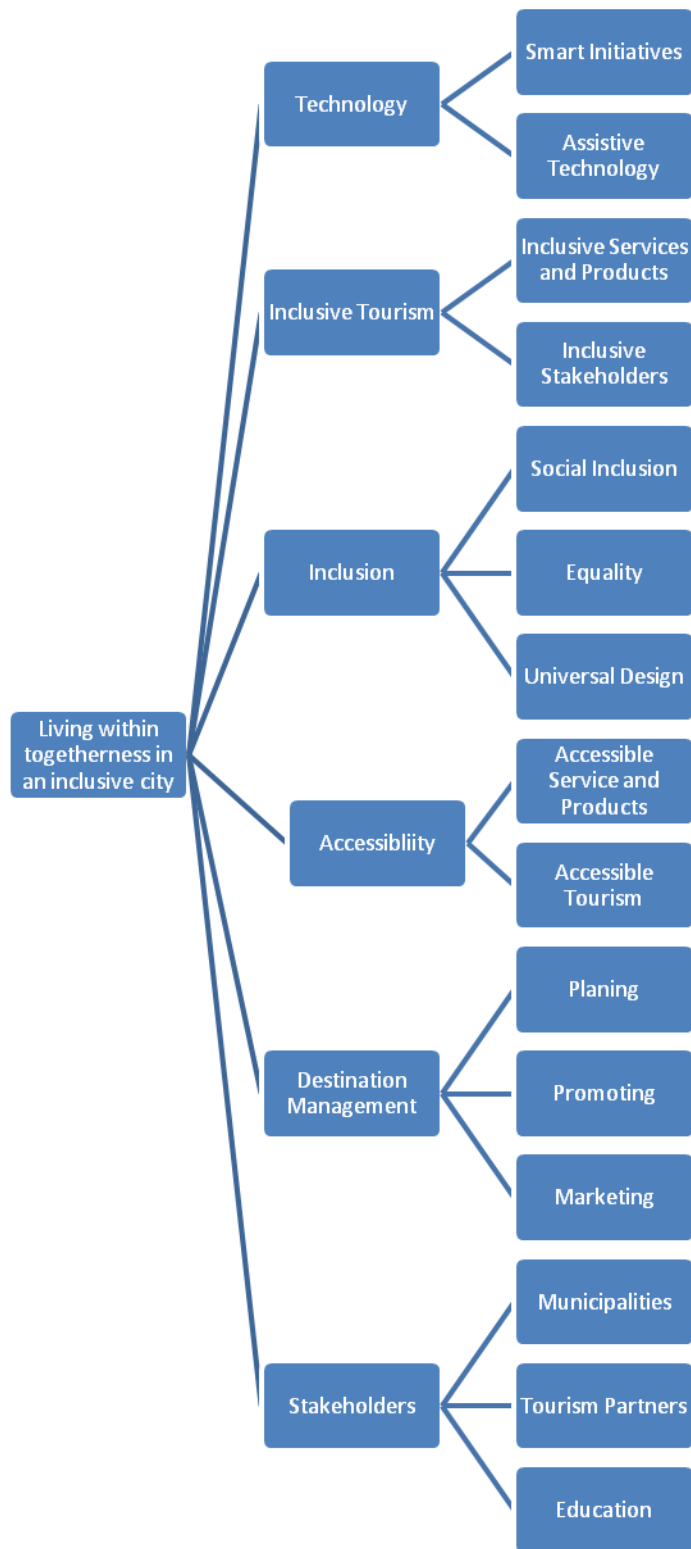 Smart Initiatives
Technology
Assistive
Technology
Inclusive Services
and Products
Inclusive Tourism
Inclusive
Stakeholders
Social Inclusion
Inclusion
Equality
Universal Design
Living within
togetherness in
an inclusive city
Accessible
Service and
Products
Accessibliity
Accessible
Tourism
Planing
Destination
Management
Promoting
Marketing
Municipalities
Stakeholders
Tourism Partners
Education